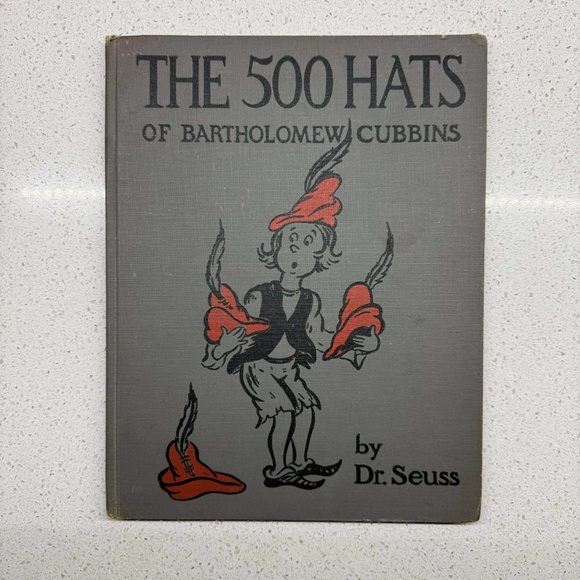 THE 500 HATS
OF BARTHOLOMEW CUBBINS
by
Dr. Seuss